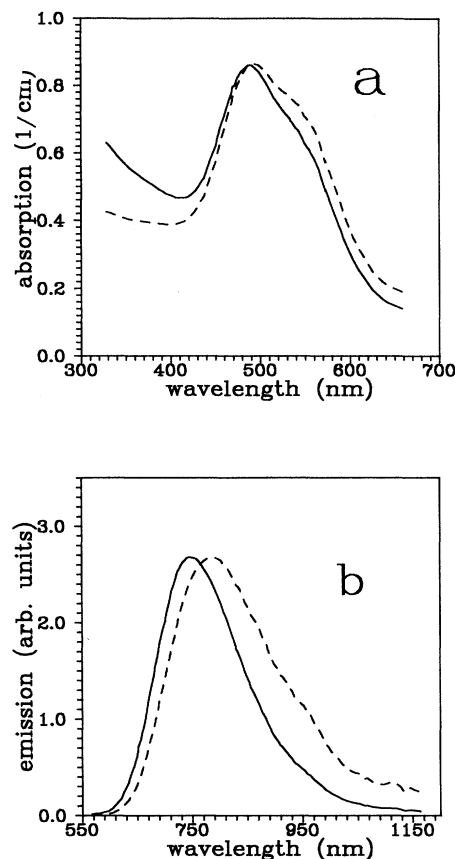 1.0
0.8
0.6
0.4
0.2
0.0
absorption (1/cm)
a
300 400 500 600 700
wavelength (nm)
3.0
2.0
1.0
0.0
emission (arb. units)
b
550 750 950 1150
wavelength (nm)